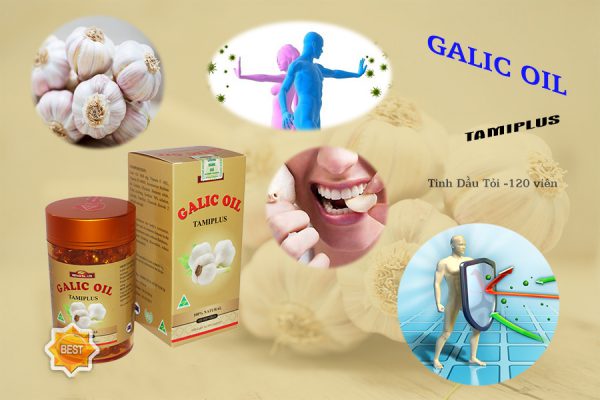 GALIC OIL
TAMIPLUS
Tinh Dầu Tỏi -120 viên
GALIC OIL
TAMIPLUS
100% NATURAL
GALIC OIL
TAMIPLUS
BEST